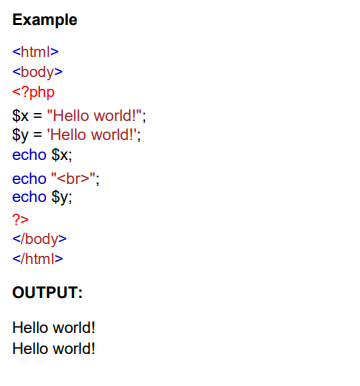 Example
<html>
<body>
<?php
$x = "Hello world!";
$y = 'Hello world!';
echo $x;
echo "<br>";
echo $y;
?>
</body>
</html>
OUTPUT:
Hello world!
Hello world!